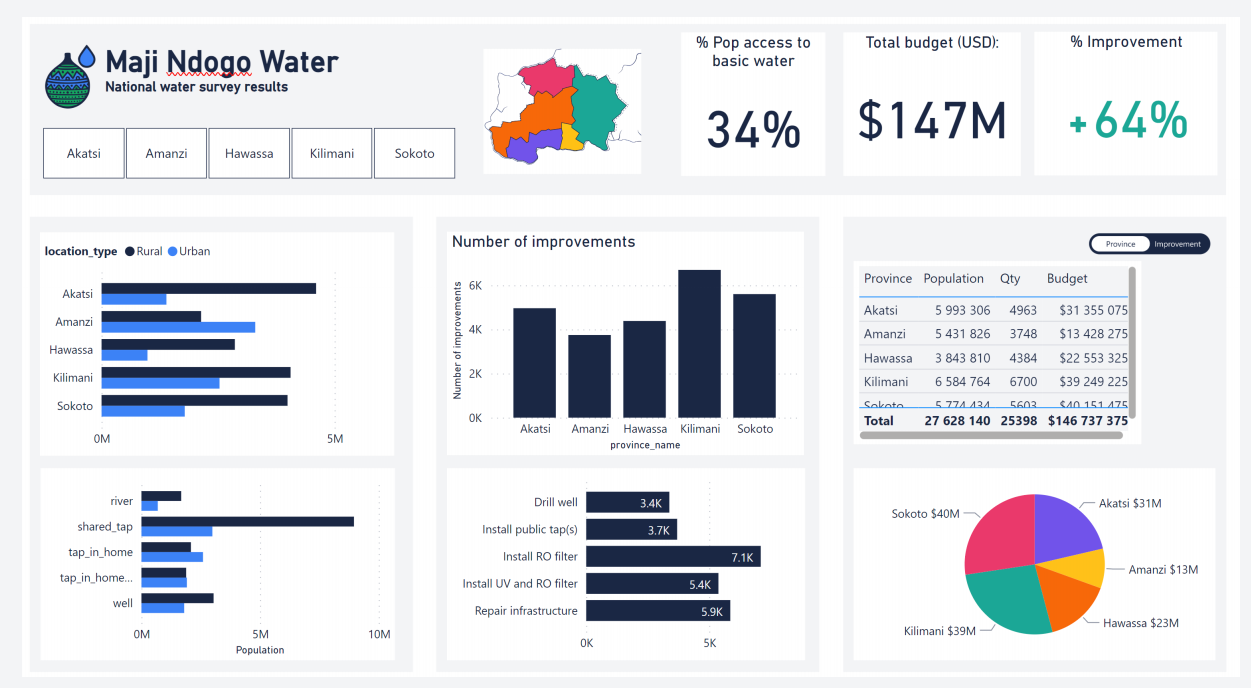 Maji Ndogo Water
National water survey results
Akatsi
Amanzi
Hawassa
Kilimani
Sokoto
% Pop access to
basic water
34%
Total budget (USD):
$147M
% Improvement
+64%
location_type Rural Urban
Akatsi
Amanzi
Hawassa
Kilimani
Sokoto
0M 5M
Number of improvements
Number of improvements
6K
4K
2K
0K
Akatsi Amanzi Hawassa Kilimani Sokoto
province_name
Province Improvement
Province Population Qty Budget
Akatsi 5 993 306 4963 $31 355 075
Amanzi 5 431 826 3748 $13 428 275
Hawassa 3 843 810 4384 $22 553 325
Kilimani 6 584 764 6700 $39 249 225
Sokoto 5 774 434 5603 $40 151 475
Total 27 628 140 25398 $146 737 375
river
shared_tap
tap_in_home
tap_in_home...
well
0M 5M 10M
Population
Drill well 3.4K
Install public tap(s) 3.7K
Install RO filter 7.1K
Install UV and RO filter 5.4K
Repair infrastructure 5.9K
0K 5K
Sokoto $40M
Akatsi $31M
Amanzi $13M
Hawassa $23M
Kilimani $39M